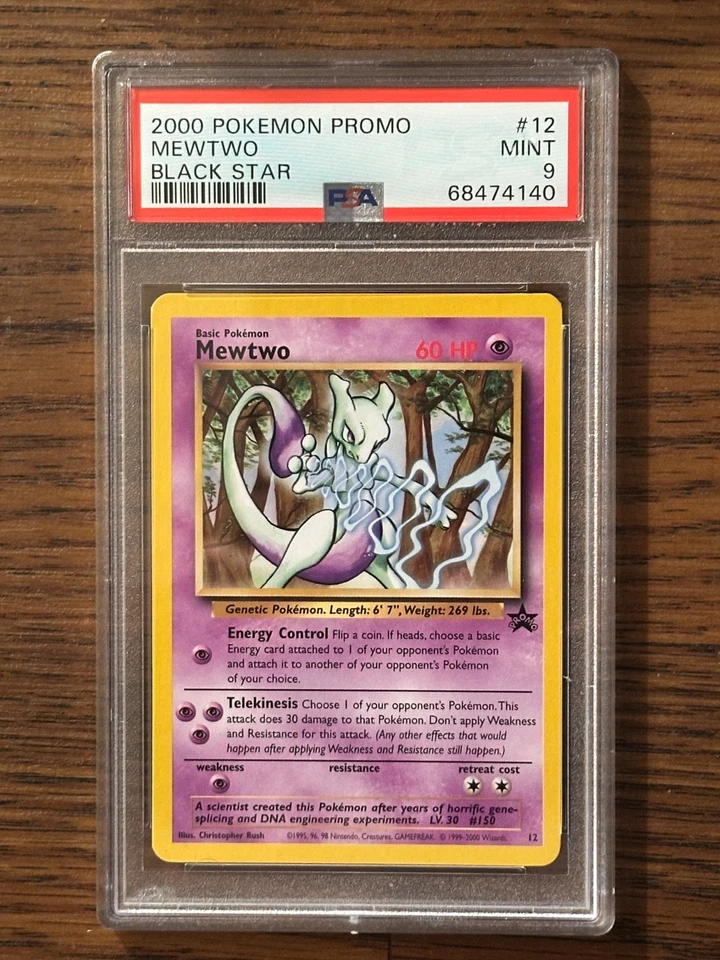 2000 POKEMON PROMO #12
MEWTWO MINT
BLACK STAR 9
PSA 68474140
Basic Pokémon
Mewtwo 60 HP
Genetic Pokémon. Length: 6' 7", Weight: 269 lbs.
PROMO
Energy Control Flip a coin. If heads, choose a basic
Energy card attached to 1 of your opponent's Pokémon
and attach it to another of your opponent's Pokémon
of your choice.
Telekinesis Choose 1 of your opponent's Pokémon. This
attack does 30 damage to that Pokémon. Don't apply Weakness
and Resistance for this attack. (Any other effects that would
happen after applying Weakness and Resistance still happen.)
weakness resistance retreat cost
A scientist created this Pokémon after years of horrific gene-
splicing and DNA engineering experiments. LV. 30 #150
Illus. Christopher Rush ©1995, 96, 98 Nintendo, Creatures, GAMEFREAK. © 1999-2000 Wizards. 12